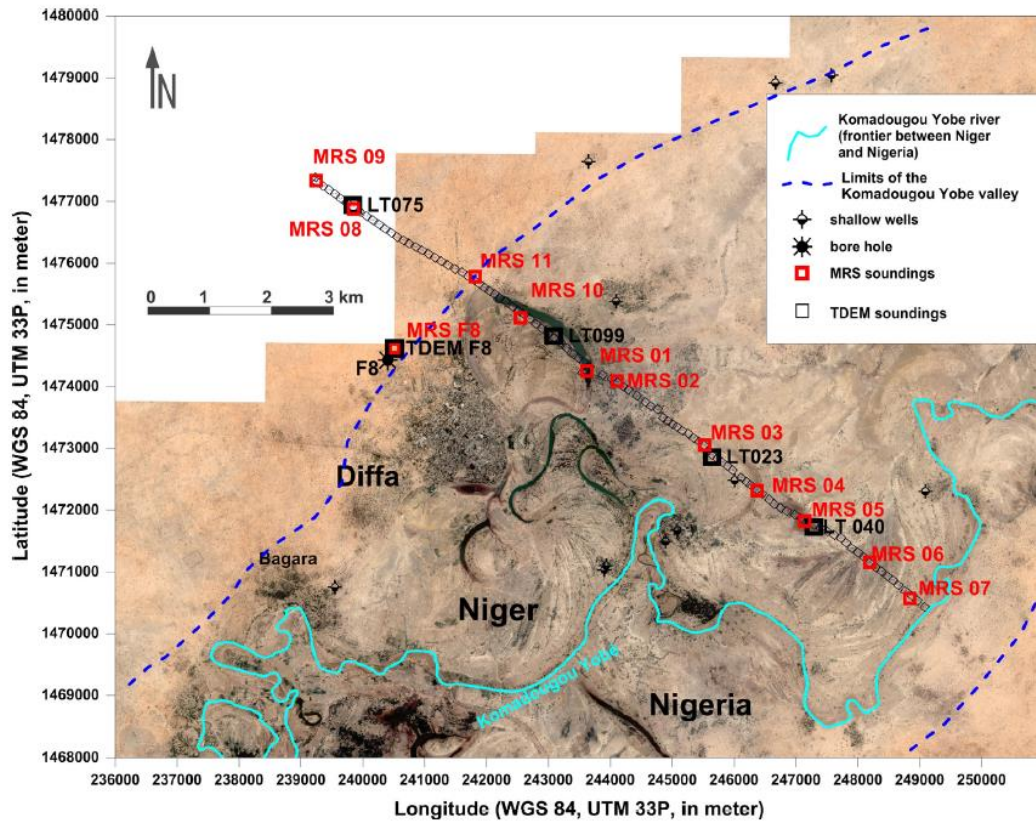 1480000
1479000
1478000
1477000
1476000
1475000
1474000
1473000
1472000
1471000
1470000
1469000
1468000
Latitude (WGS 84, UTM 33P, in meter)
N
Komadougou Yobe river
(frontier between Niger
and Nigeria)
Limits of the
Komadougou Yobe valley
shallow wells
bore hole
MRS soundings
TDEM soundings
MRS 09
LT075
MRS 08
MRS 11
0 1 2 3 km
MRS 10
MRS F8
LT099
TDEM F8
F8
MRS 01
MRS 02
MRS 03
LT023
Diffa
MRS 04
MRS 05
LT 040
Bagara
MRS 06
MRS 07
Niger
Komadougou Yobé
Nigeria
236000 237000 238000 239000 240000 241000 242000 243000 244000 245000 246000 247000 248000 249000 250000
Longitude (WGS 84, UTM 33P, in meter)